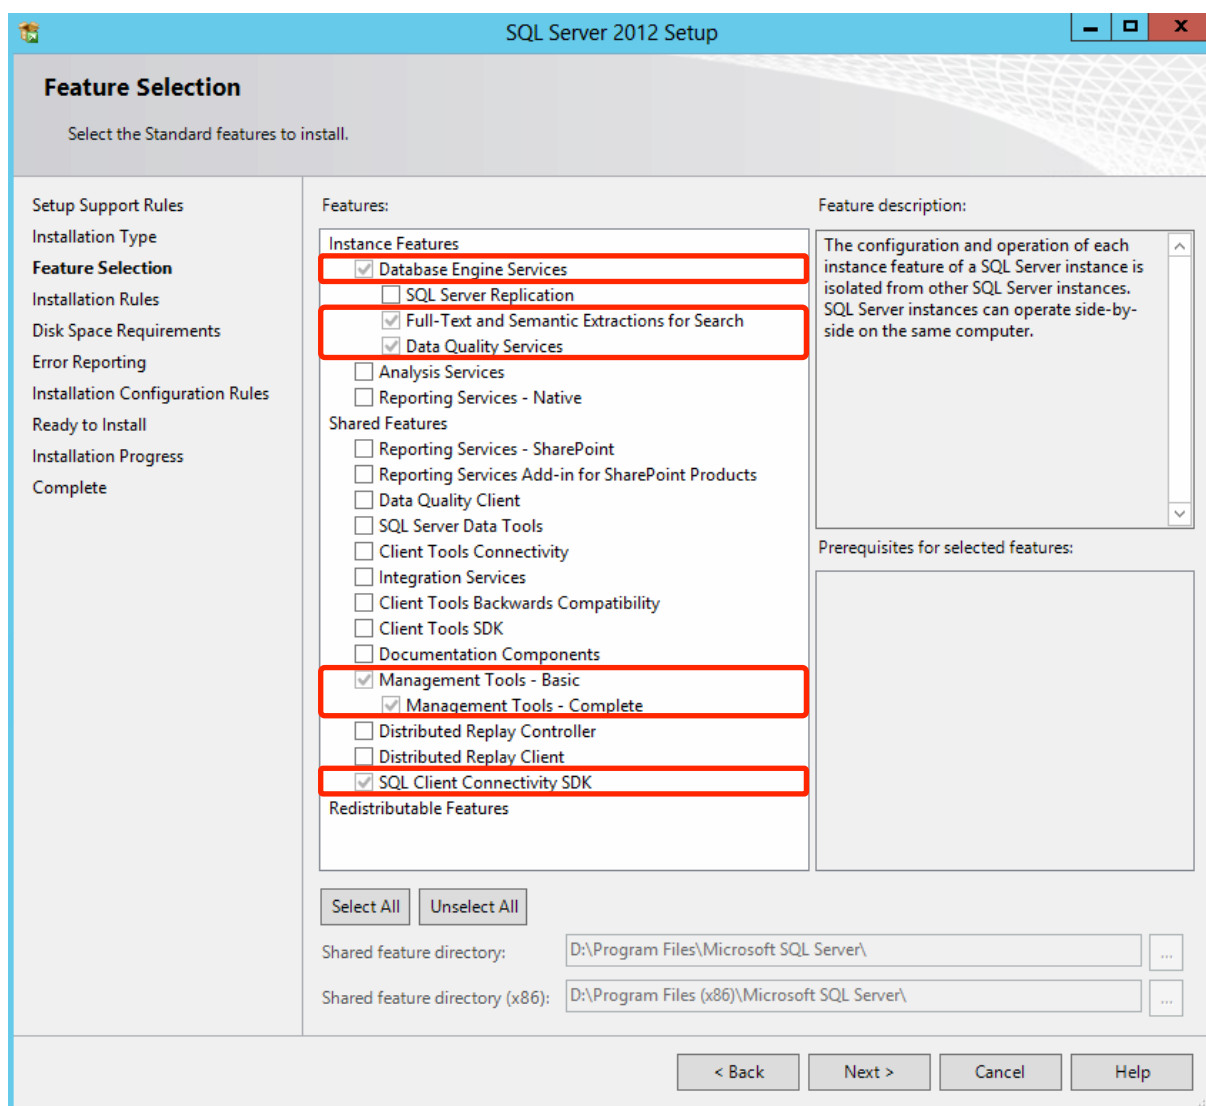 SQL Server 2012 Setup
Feature Selection
Select the Standard features to install.
Setup Support Rules
Installation Type
Feature Selection
Installation Rules
Disk Space Requirements
Error Reporting
Installation Configuration Rules
Ready to Install
Installation Progress
Complete
Features:
Instance Features
Database Engine Services
SQL Server Replication
Full-Text and Semantic Extractions for Search
Data Quality Services
Analysis Services
Reporting Services - Native
Shared Features
Reporting Services - SharePoint
Reporting Services Add-in for SharePoint Products
Data Quality Client
SQL Server Data Tools
Client Tools Connectivity
Integration Services
Client Tools Backwards Compatibility
Client Tools SDK
Documentation Components
Management Tools - Basic
Management Tools - Complete
Distributed Replay Controller
Distributed Replay Client
SQL Client Connectivity SDK
Redistributable Features
Feature description:
The configuration and operation of each
instance feature of a SQL Server instance is
isolated from other SQL Server instances.
SQL Server instances can operate side-by-
side on the same computer.
Prerequisites for selected features:
Select All
Unselect All
Shared feature directory:
D:\Program Files\Microsoft SQL Server\
...
Shared feature directory (x86):
D:\Program Files (x86)\Microsoft SQL Server\
...
< Back
Next >
Cancel
Help